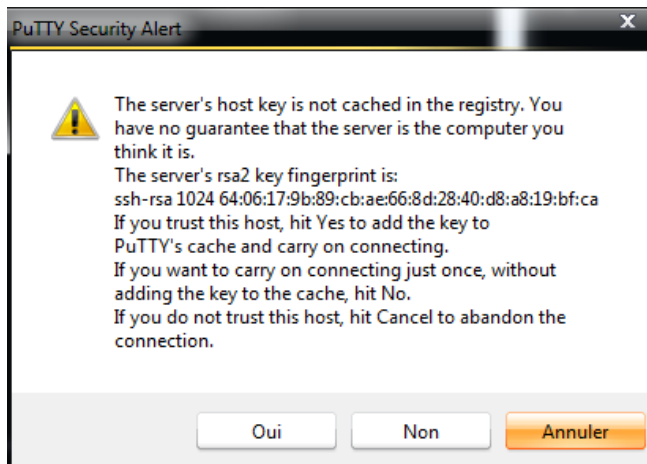 PuTTY Security Alert
X
The server's host key is not cached in the registry. You
have no guarantee that the server is the computer you
think it is.
The server's rsa2 key fingerprint is:
ssh-rsa 1024 64:06:17:9b:89:cb:ae:66:8d:28:40:d8:a8:19:bf:ca
If you trust this host, hit Yes to add the key to
PuTTY's cache and carry on connecting.
If you want to carry on connecting just once, without
adding the key to the cache, hit No.
If you do not trust this host, hit Cancel to abandon the
connection.
Oui Non Annuler